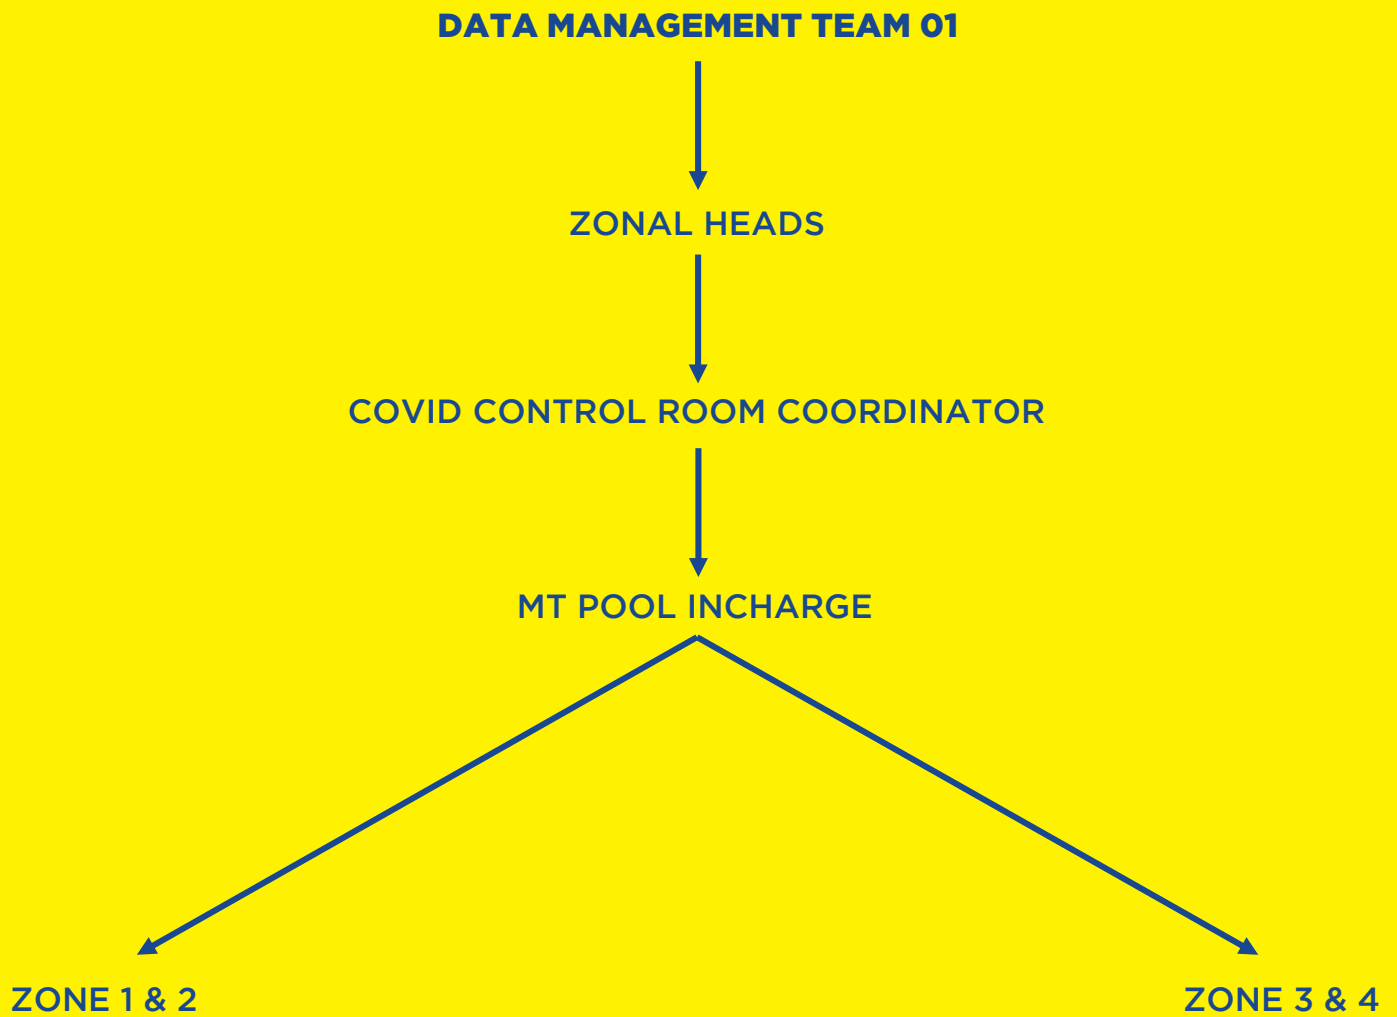 DATA MANAGEMENT TEAM 01
ZONAL HEADS
COVID CONTROL ROOM COORDINATOR
MT POOL INCHARGE
ZONE 1 & 2
ZONE 3 & 4